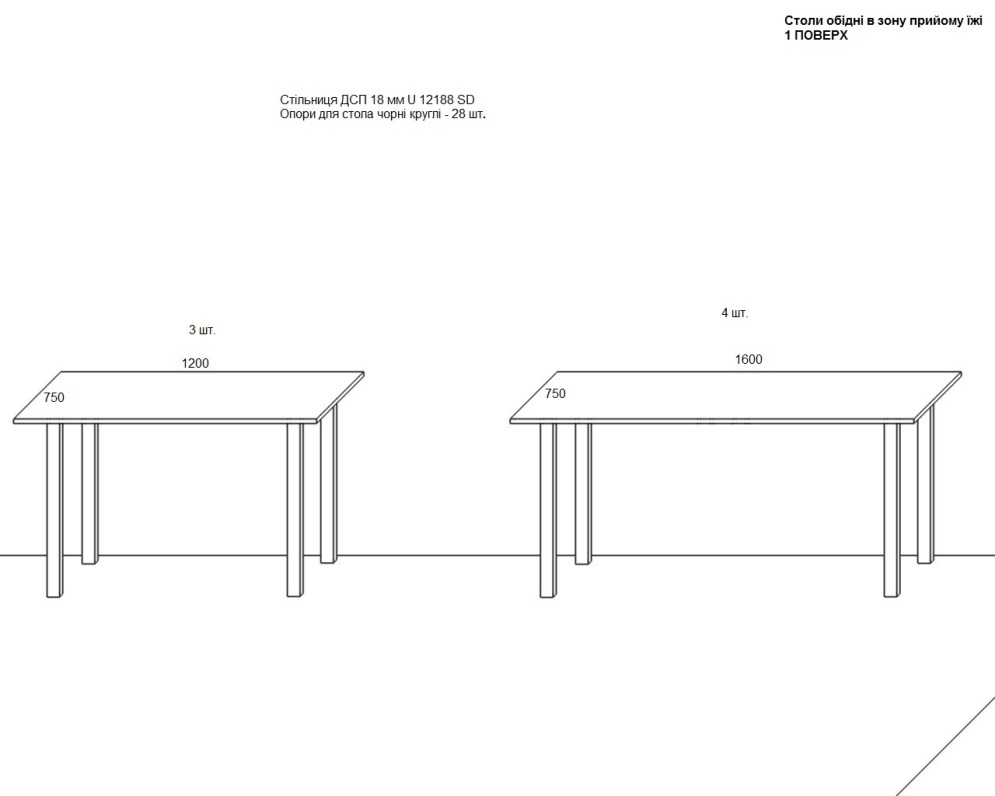 Столи обідні в зону прийому їжі
1 ПОВЕРХ
Стільниця ДСП 18 мм U 12188 SD
Опори для стола чорні круглі - 28 шт.
3 шт.
4 шт.
1200
1600
750
750